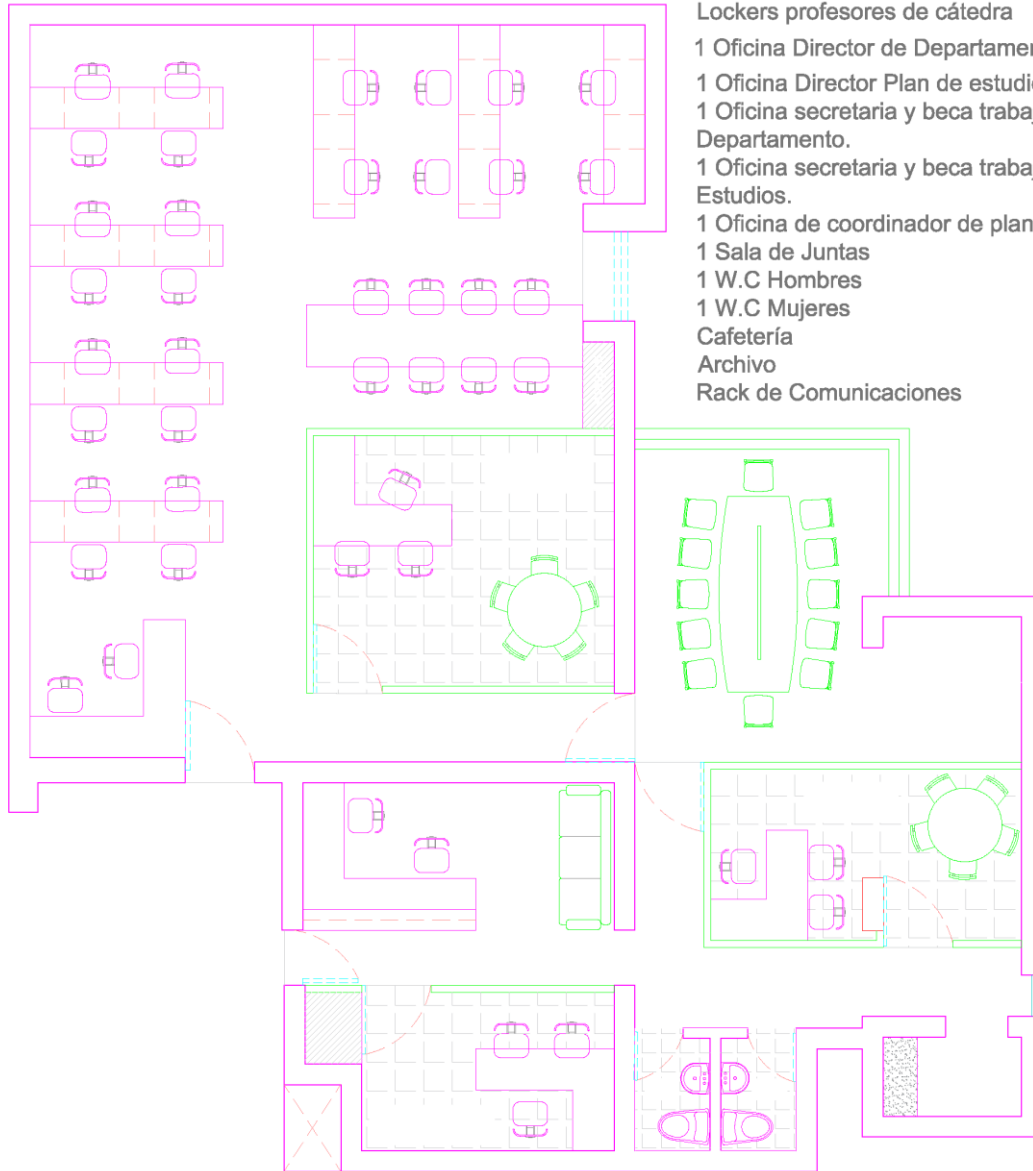 Lockers profesores de cátedra
1 Oficina Director de Departamen
1 Oficina Director Plan de estudi
1 Oficina secretaria y beca traba
Departamento.
1 Oficina secretaria y beca traba
Estudios.
1 Oficina de coordinador de plan
1 Sala de Juntas
1 W.C Hombres
1 W.C Mujeres
Cafetería
Archivo
Rack de Comunicaciones